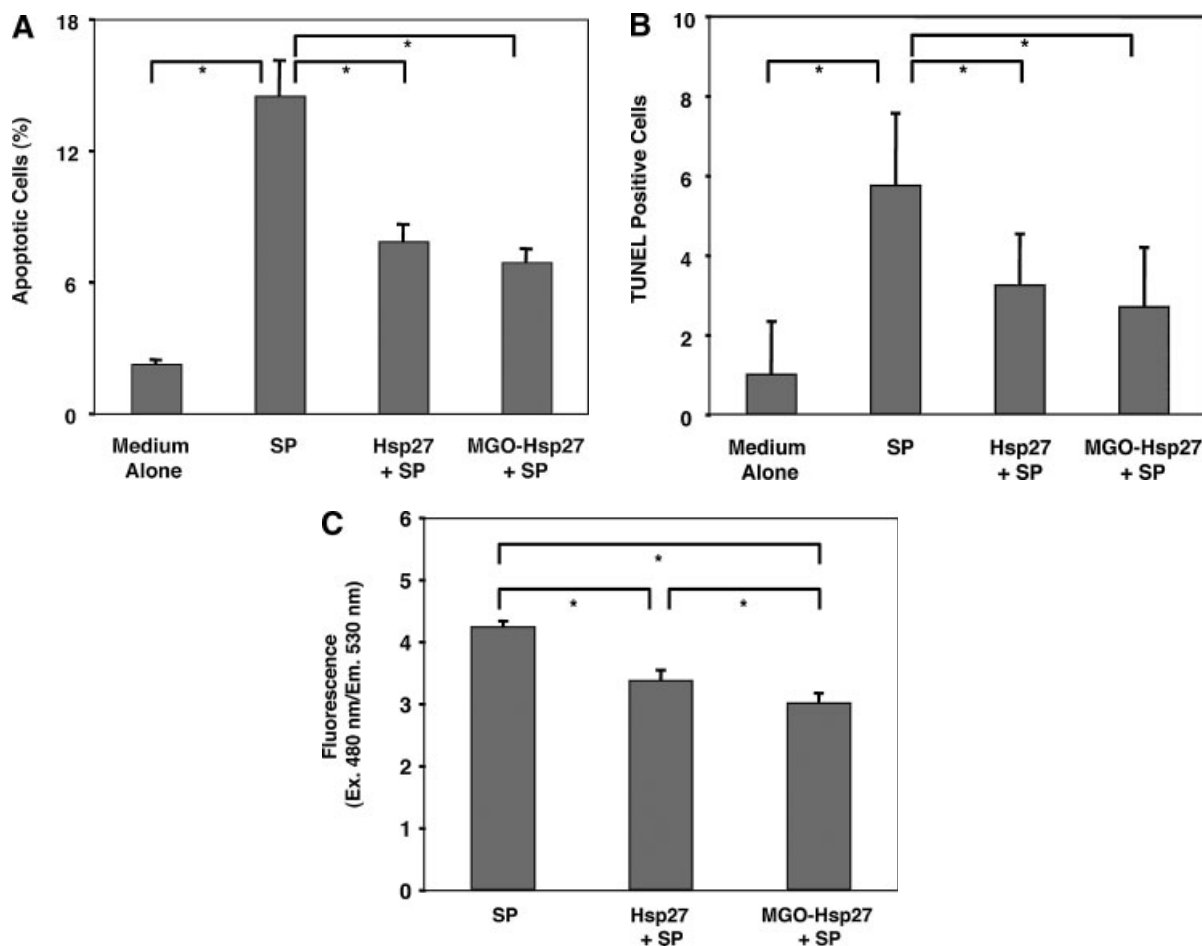 A
18
12
6
0
Apoptotic Cells (%)
*
*
*
Medium
Alone
SP
Hsp27
+ SP
MGO-Hsp27
+ SP
B
10
8
6
4
2
0
TUNEL Positive Cells
*
*
*
Medium
Alone
SP
Hsp27
+ SP
MGO-Hsp27
+ SP
C
6
5
4
3
2
1
0
Fluorescence
(Ex. 480 nm/Em. 530 nm)
*
*
*
SP
Hsp27
+ SP
MGO-Hsp27
+ SP